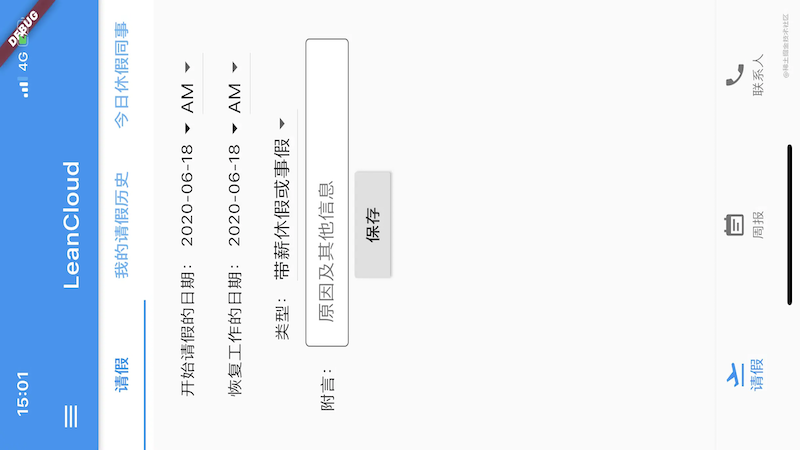 15:01
4G
DEBUG
LeanCloud
请假
我的请假历史
今日休假同事
开始请假的日期： 2020-06-18 AM
恢复工作的日期： 2020-06-18 AM
类型： 带薪休假或事假
附言： 原因及其他信息
保存
请假
周报
联系人
@稀土掘金技术社区